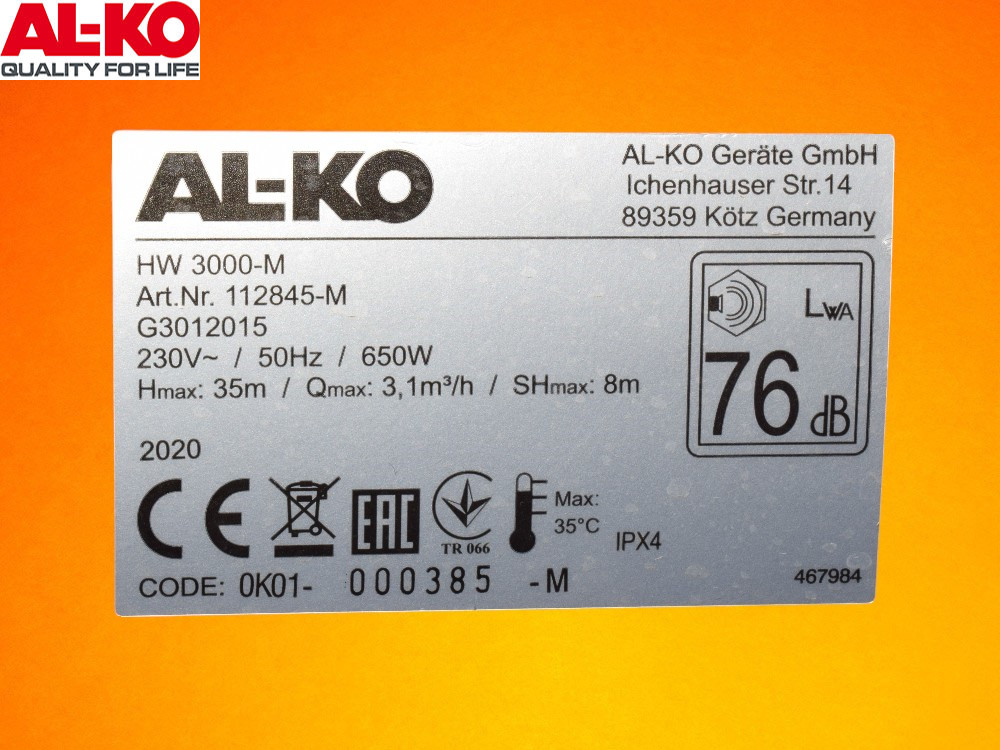 AL-KO
QUALITY FOR LIFE
AL-KO
AL-KO Geräte GmbH
Ichenhauser Str.14
89359 Kötz Germany
HW 3000-M
Art.Nr. 112845-M
G3012015
230V~ / 50Hz / 650W
Hmax: 35m / Qmax: 3,1m³/h / SHmax: 8m
LWA
76 dB
2020
CE
EAC
TR 066
Max:
35°C
IPX4
CODE: 0K01- 000385 -M
467984